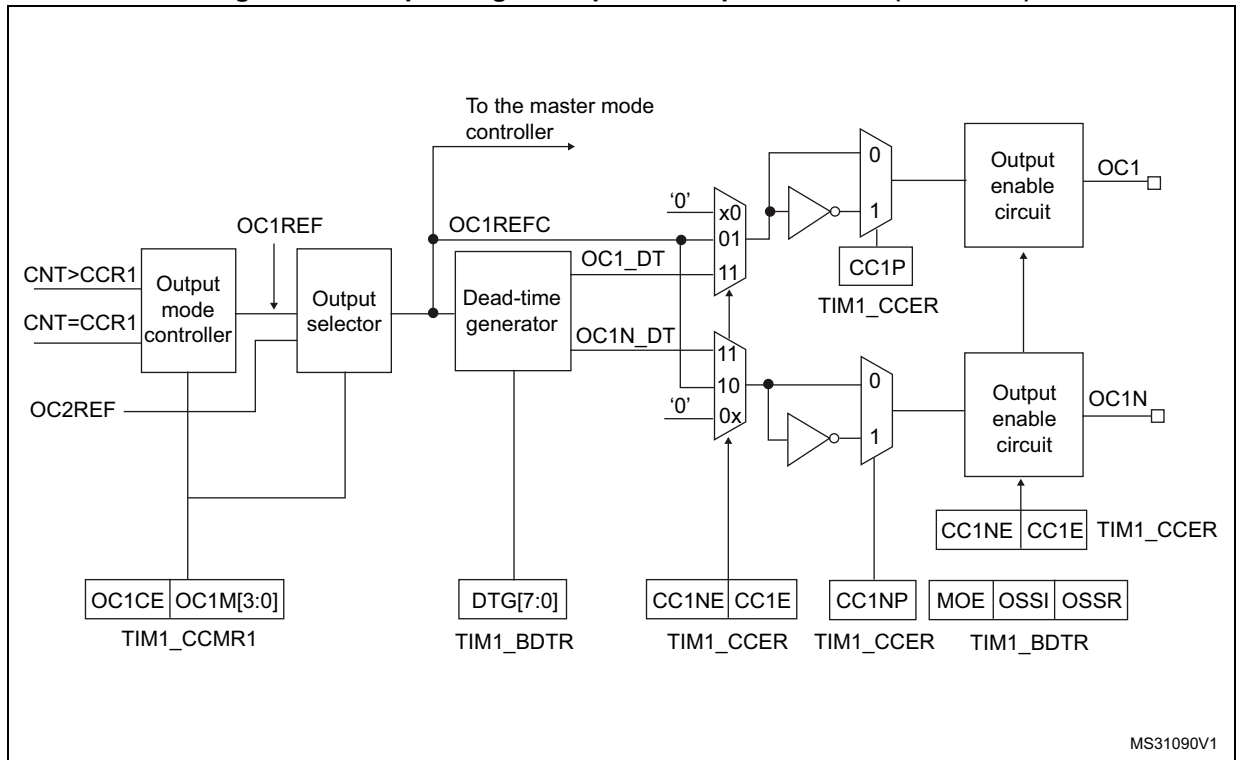 To the master mode
controller
OC1REF
OC1REFC
'0'
x0
01
11
OC1_DT
0
1
CC1P
TIM1_CCER
Output
enable
circuit
OC1
CNT>CCR1
CNT=CCR1
Output
mode
controller
Output
selector
Dead-time
generator
OC1N_DT
11
10
0x
'0'
0
1
OC2REF
Output
enable
circuit
OC1N
CC1NE CC1E TIM1_CCER
OC1CE OC1M[3:0]
TIM1_CCMR1
DTG[7:0]
TIM1_BDTR
CC1NE CC1E
TIM1_CCER
CC1NP
TIM1_CCER
MOE OSSI OSSR
TIM1_BDTR
MS31090V1